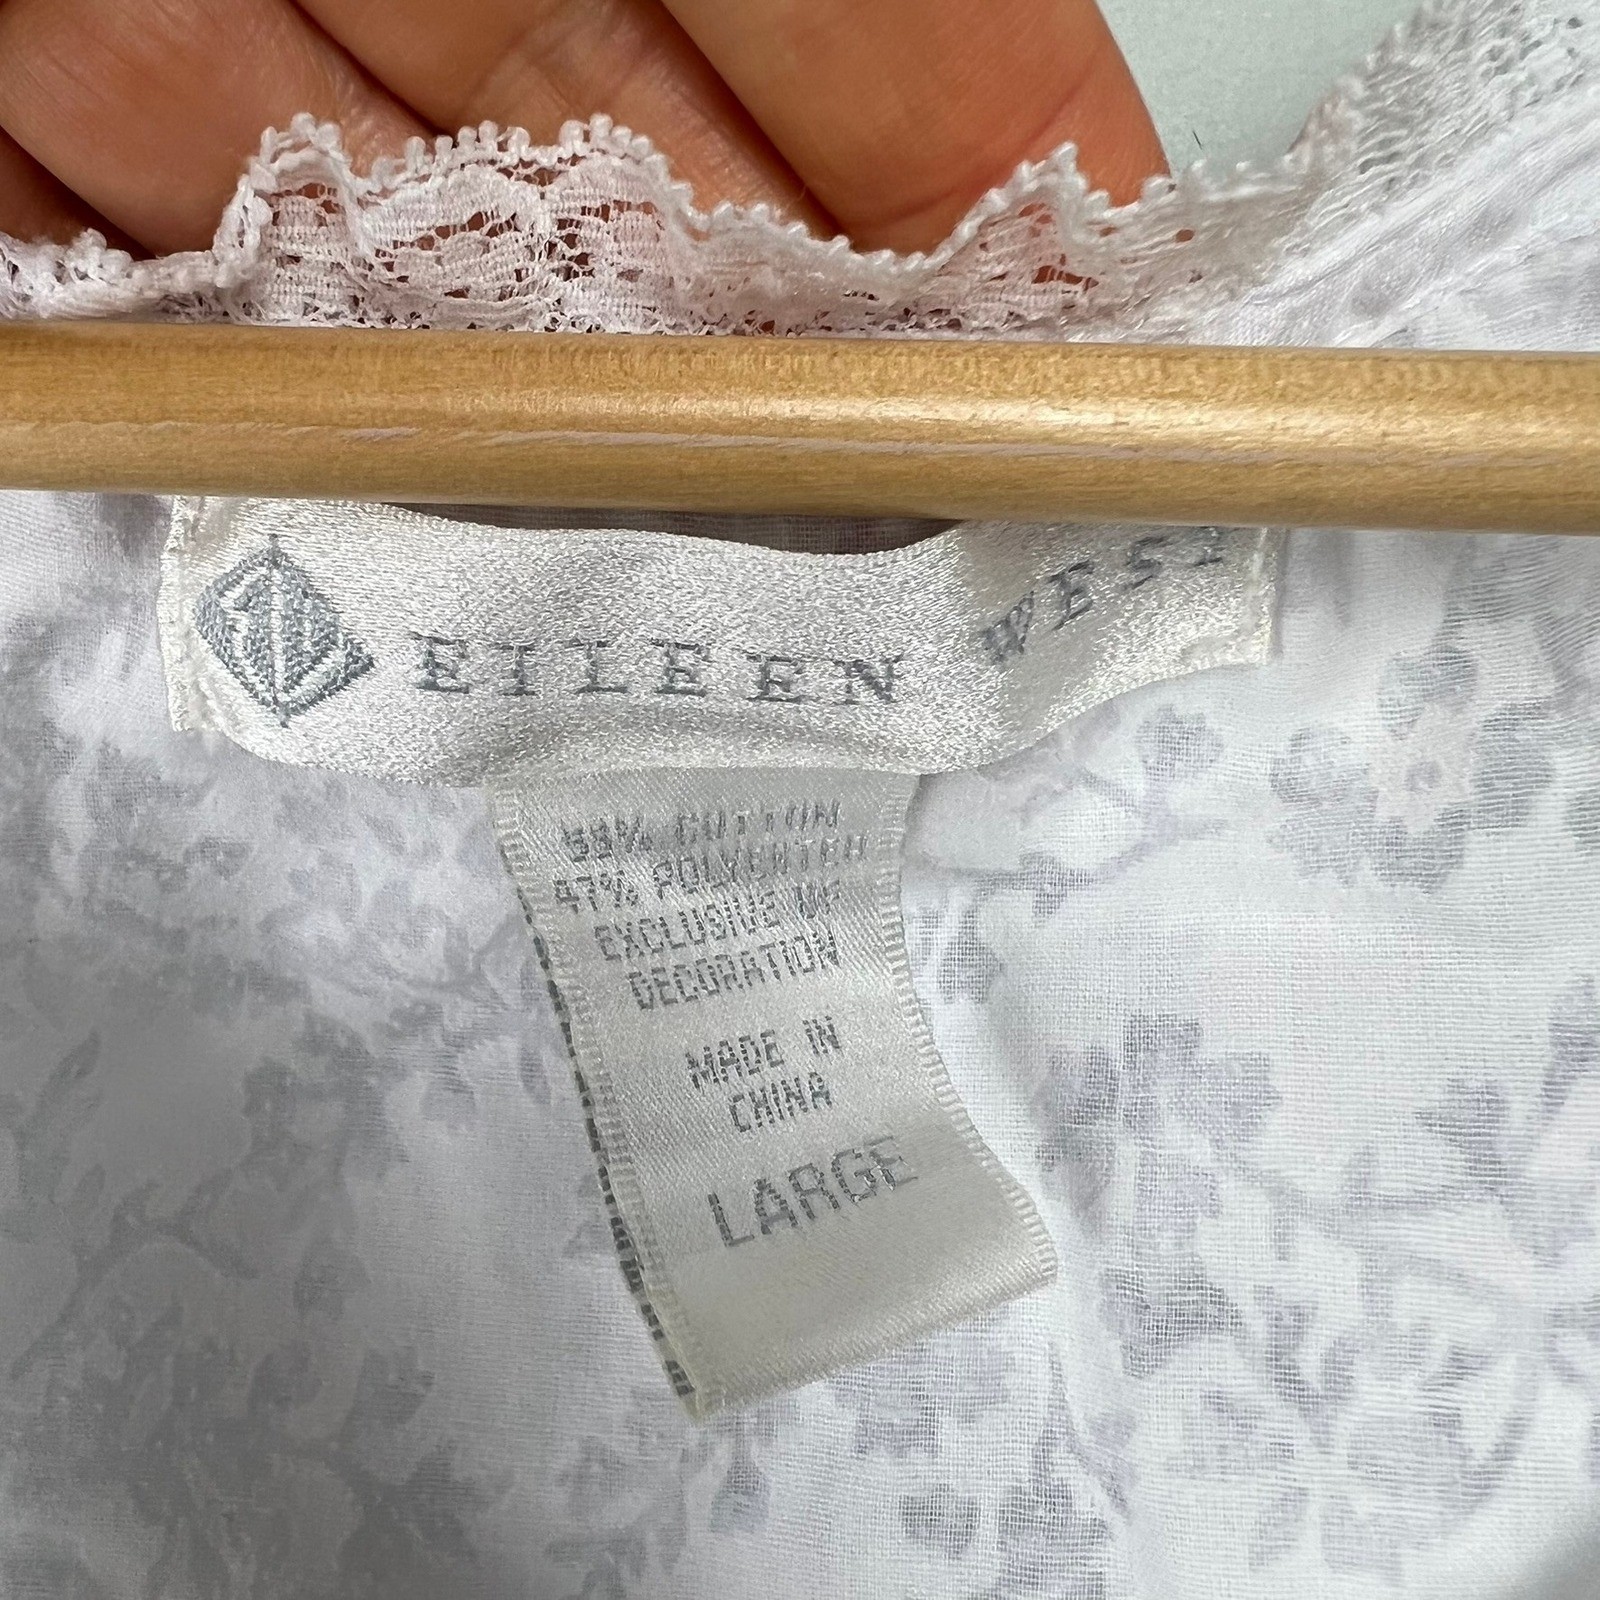 EILEEN WEST
53% COTTON
47% POLYESTER
EXCLUSIVE OF
DECORATION
MADE IN
CHINA
LARGE